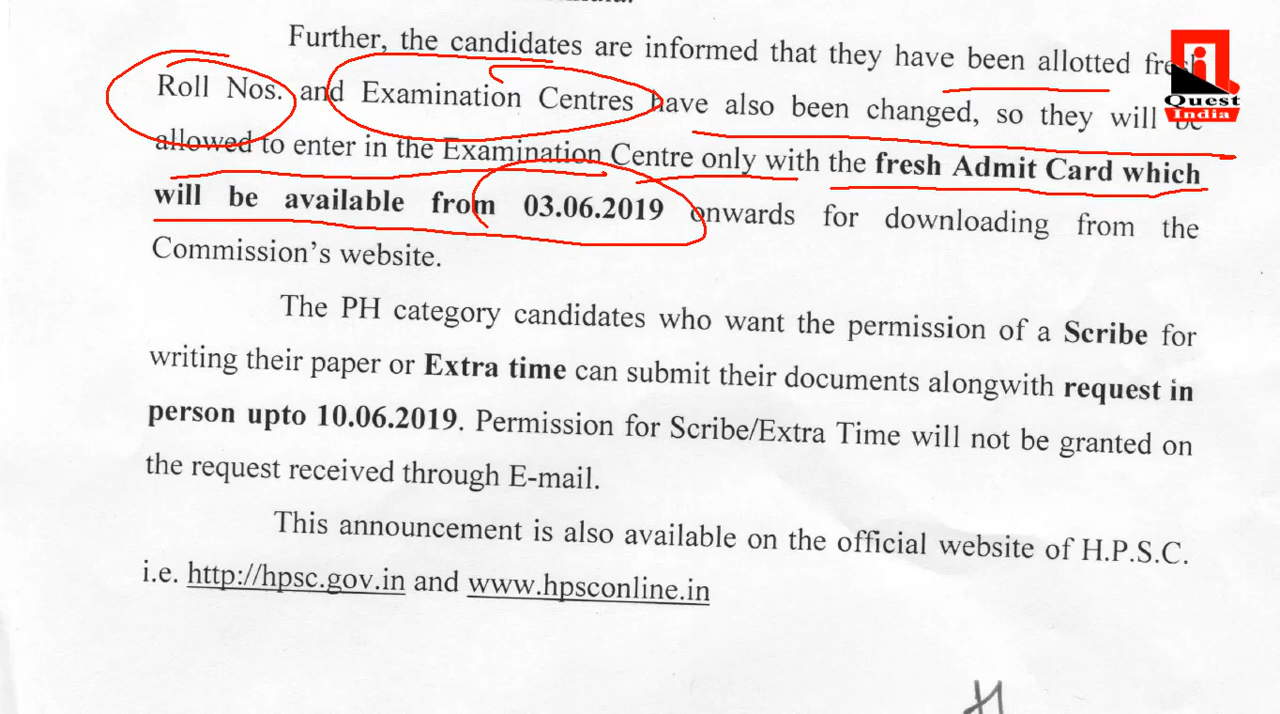 Further, the candidates are informed that they have been allotted fresh
Roll Nos. and Examination Centres have also been changed, so they will be
allowed to enter in the Examination Centre only with the fresh Admit Card which
will be available from 03.06.2019 onwards for downloading from the
Commission's website.
The PH category candidates who want the permission of a Scribe for
writing their paper or Extra time can submit their documents alongwith request in
person upto 10.06.2019. Permission for Scribe/Extra Time will not be granted on
the request received through E-mail.
This announcement is also available on the official website of H.P.S.C.
i.e. http://hpsc.gov.in and www.hpsconline.in
Quest
India